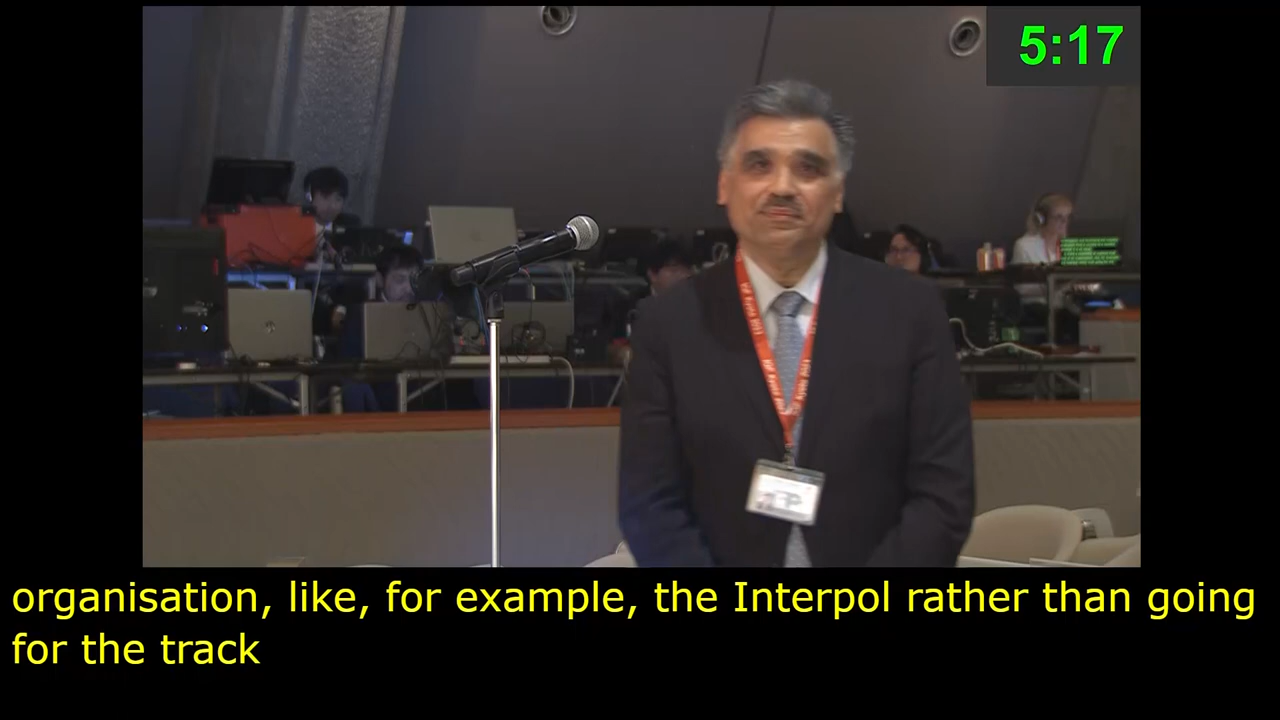 5:17
organisation, like, for example, the Interpol rather than going
for the track